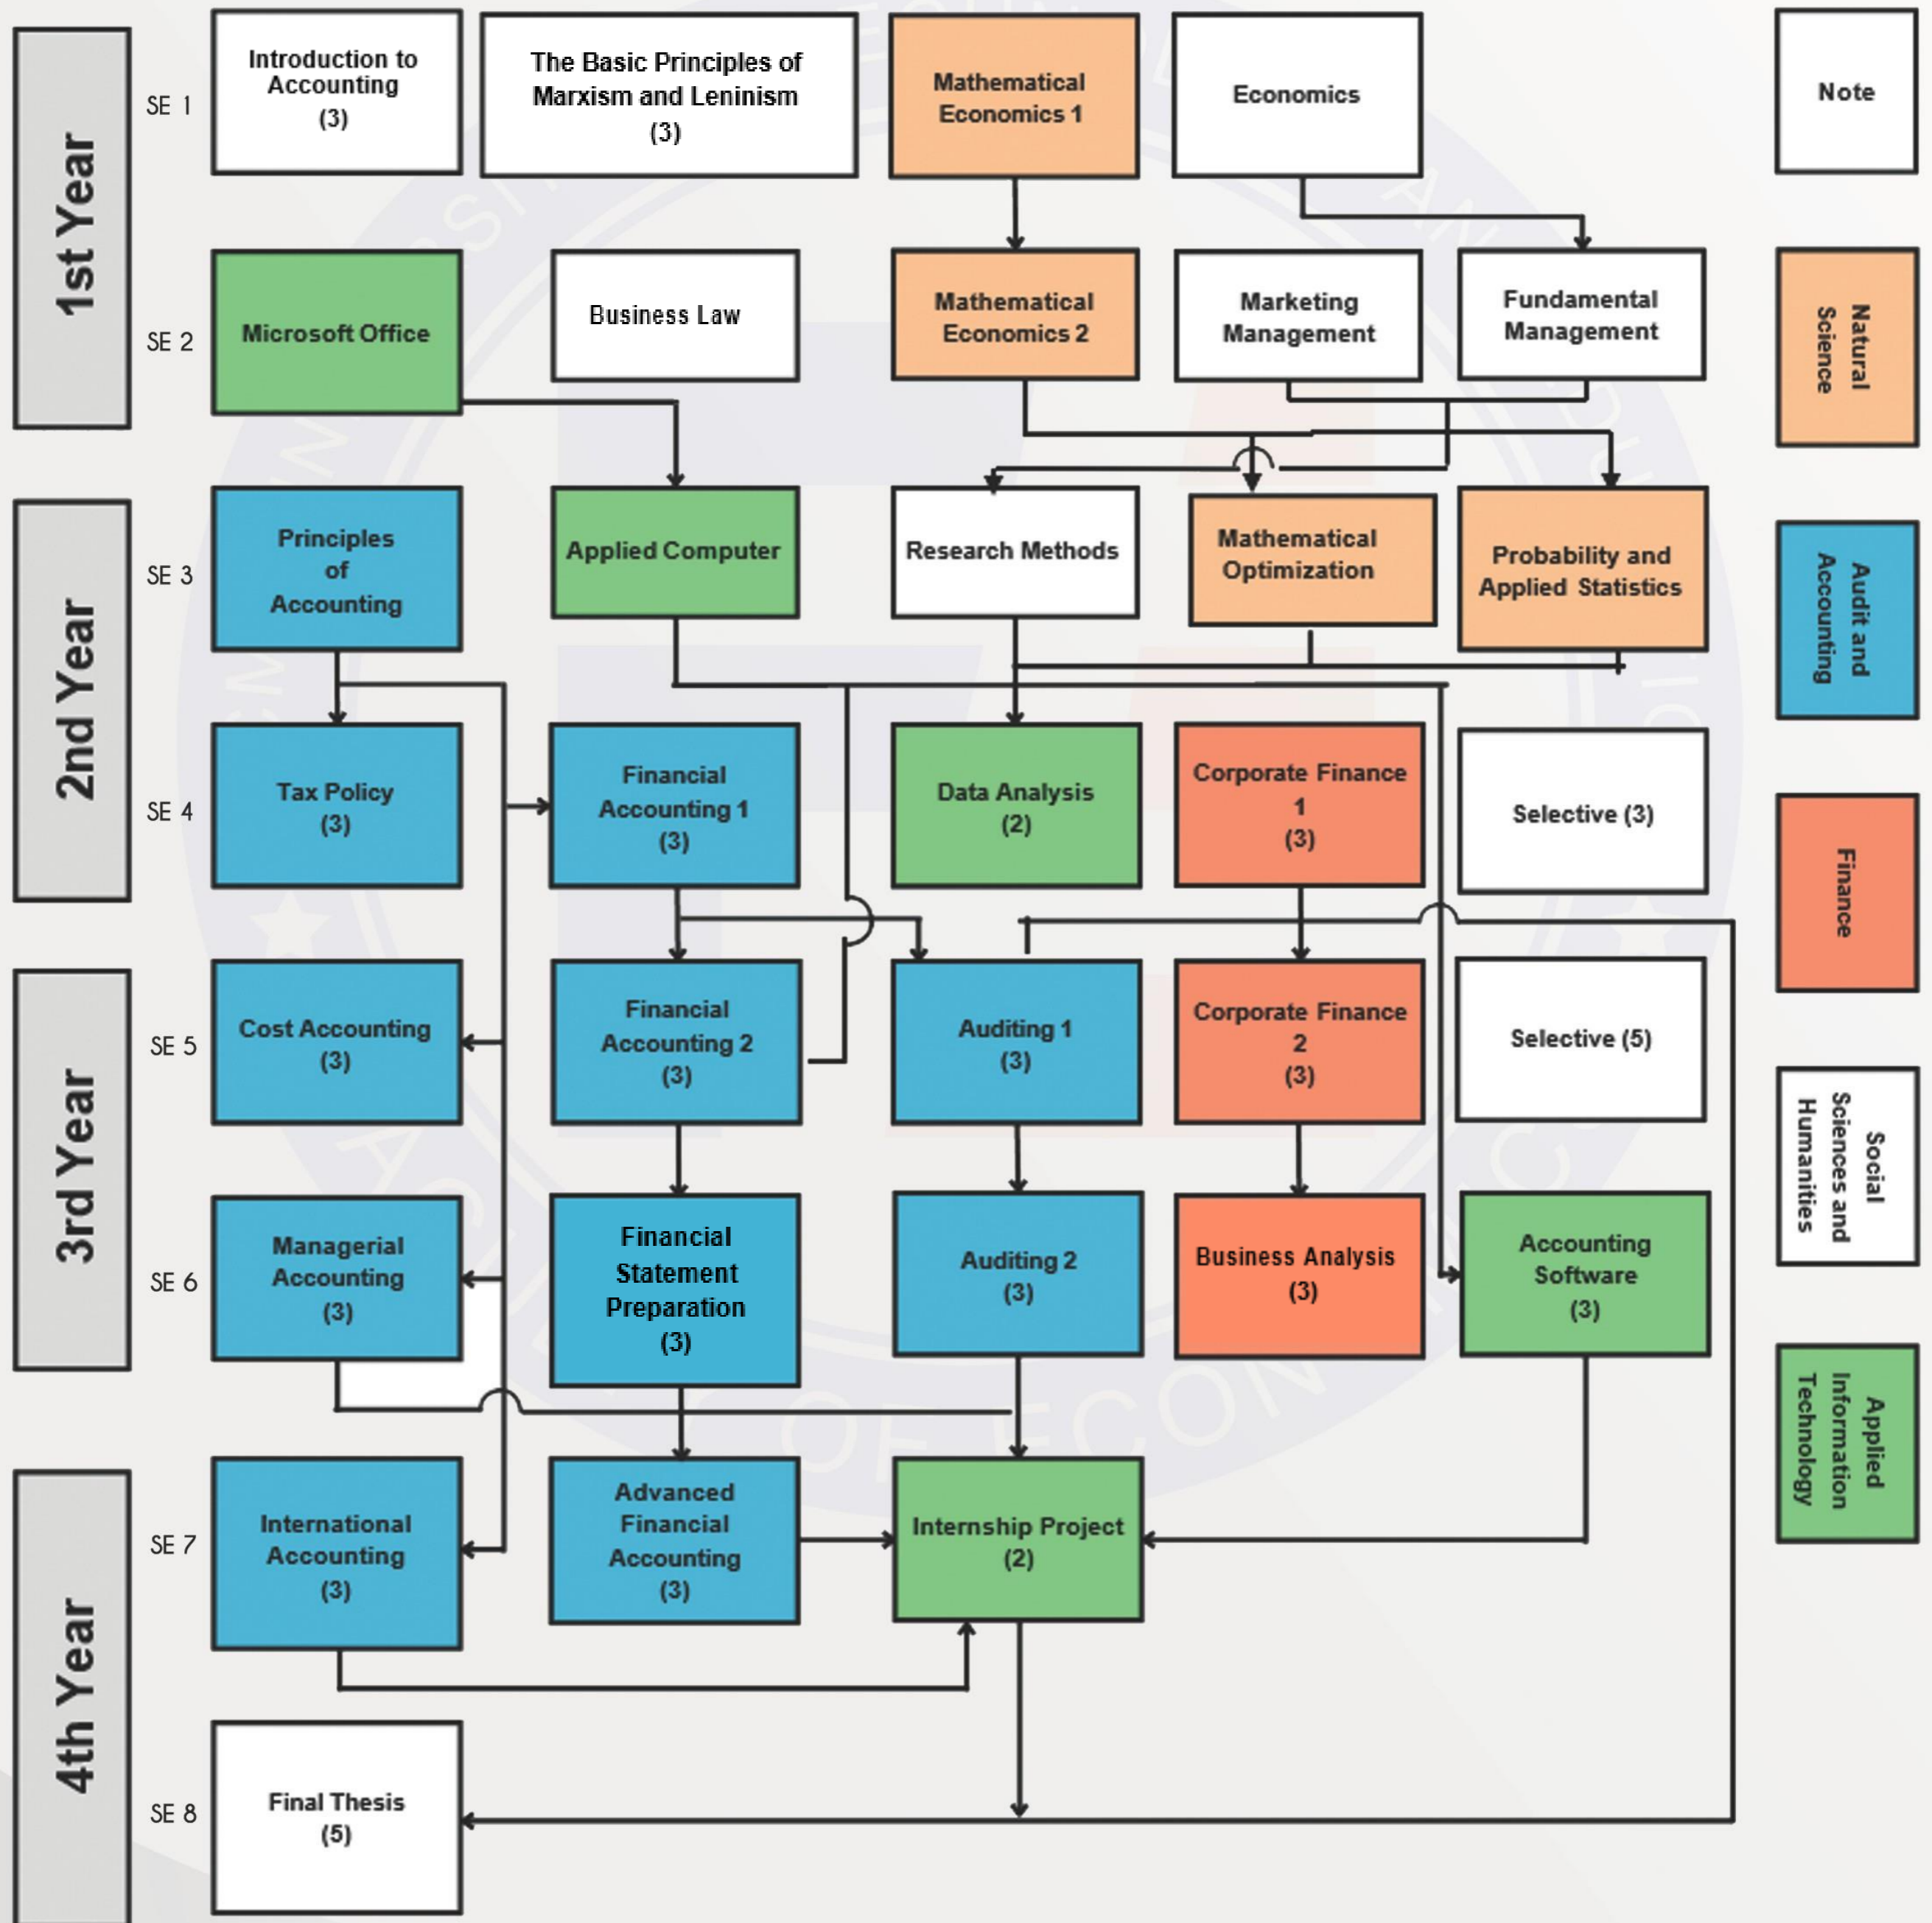 1st Year
SE 1
Introduction to
Accounting
(3)
The Basic Principles of
Marxism and Leninism
(3)
Mathematical
Economics 1
Economics
Note
SE 2
Microsoft Office
Business Law
Mathematical
Economics 2
Marketing
Management
Fundamental
Management
Natural
Science
2nd Year
SE 3
Principles
of
Accounting
Applied Computer
Research Methods
Mathematical
Optimization
Probability and
Applied Statistics
Audit and
Accounting
SE 4
Tax Policy
(3)
Financial
Accounting 1
(3)
Data Analysis
(2)
Corporate Finance
1
(3)
Selective (3)
Finance
3rd Year
SE 5
Cost Accounting
(3)
Financial
Accounting 2
(3)
Auditing 1
(3)
Corporate Finance
2
(3)
Selective (5)
Social
Sciences and
Humanities
SE 6
Managerial
Accounting
(3)
Financial
Statement
Preparation
(3)
Auditing 2
(3)
Business Analysis
(3)
Accounting
Software
(3)
Applied
Information
Technology
4th Year
SE 7
International
Accounting
(3)
Advanced
Financial
Accounting
(3)
Internship Project
(2)
SE 8
Final Thesis
(5)